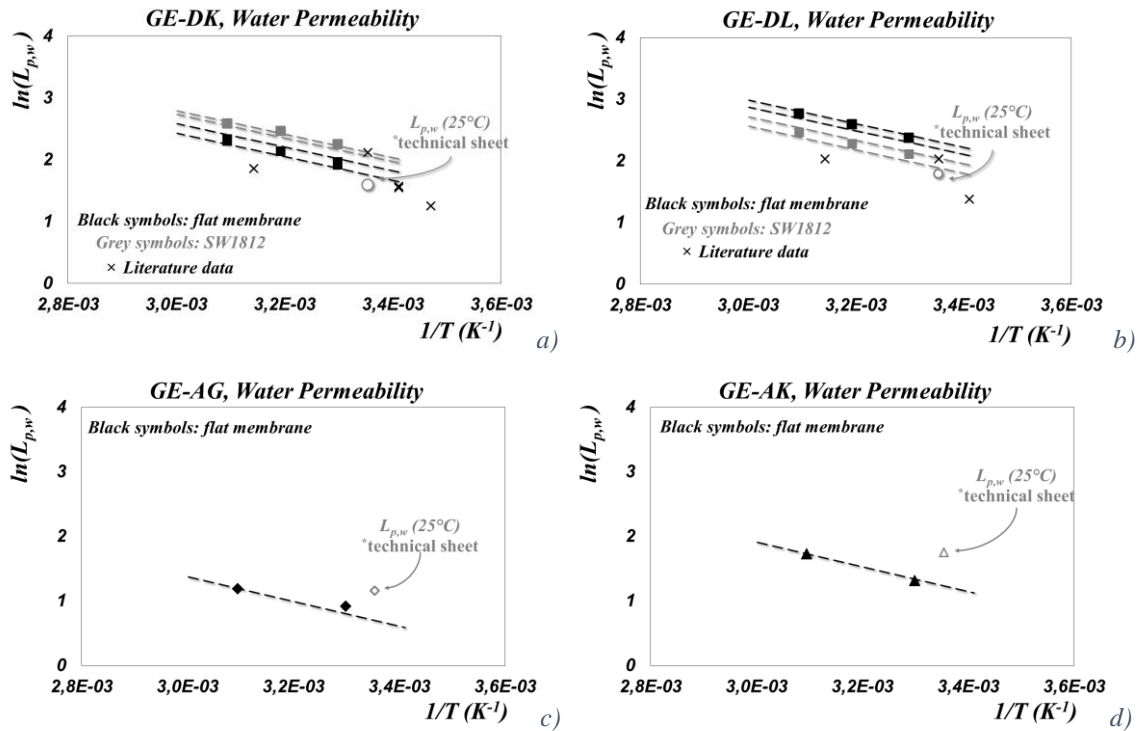 GE-DK, Water Permeability
ln(Lp,w)
4
3
2
1
0
Lp,w (25°C)
*technical sheet
Black symbols: flat membrane
Grey symbols: SW1812
× Literature data
2,8E-03 3,0E-03 3,2E-03 3,4E-03 3,6E-03
1/T (K-1)
a)
GE-DL, Water Permeability
ln(Lp,w)
4
3
2
1
0
Lp,w (25°C)
*technical sheet
Black symbols: flat membrane
Grey symbols: SW1812
× Literature data
2,8E-03 3,0E-03 3,2E-03 3,4E-03 3,6E-03
1/T (K-1)
b)
GE-AG, Water Permeability
ln(Lp,w)
4
Black symbols: flat membrane
3
2
1
0
Lp,w (25°C)
*technical sheet
2,8E-03 3,0E-03 3,2E-03 3,4E-03 3,6E-03
1/T (K-1)
c)
GE-AK, Water Permeability
ln(Lp,w)
4
Black symbols: flat membrane
3
2
1
0
Lp,w (25°C)
*technical sheet
2,8E-03 3,0E-03 3,2E-03 3,4E-03 3,6E-03
1/T (K-1)
d)